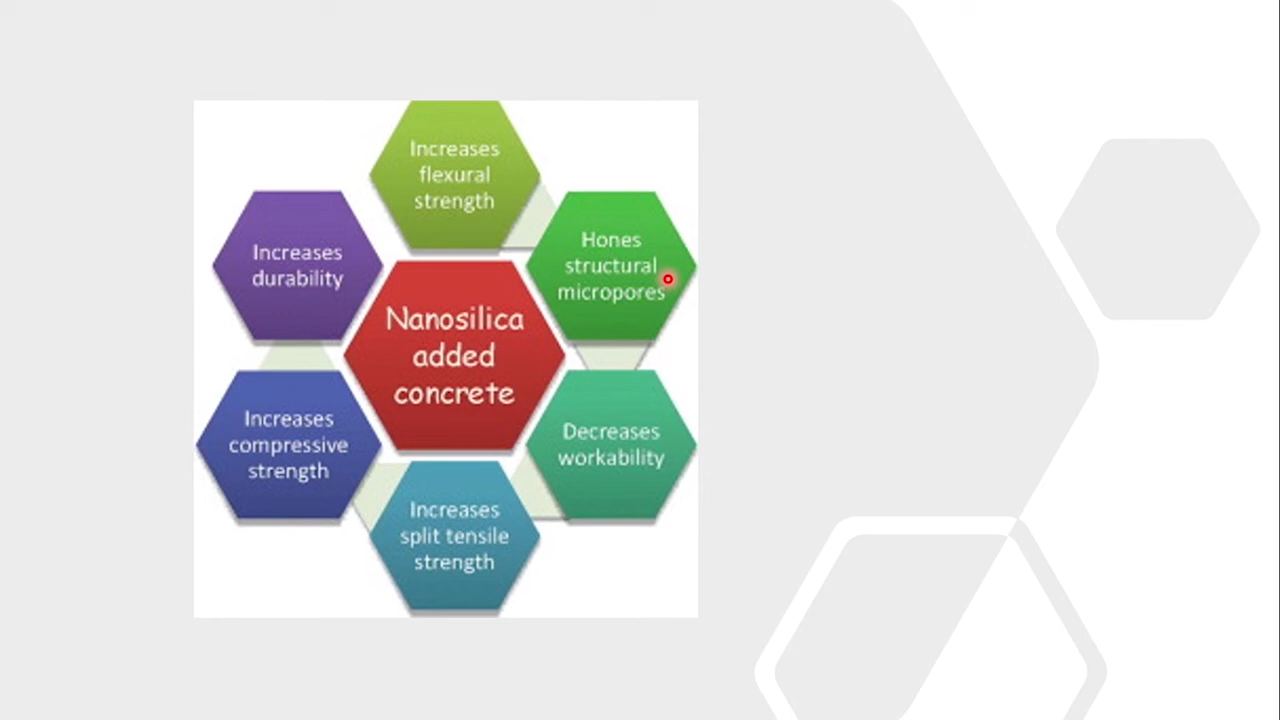 Increases
flexural
strength
Hones
structural
micropores
Increases
durability
Nanosilica
added
concrete
Decreases
workability
Increases
compressive
strength
Increases
split tensile
strength